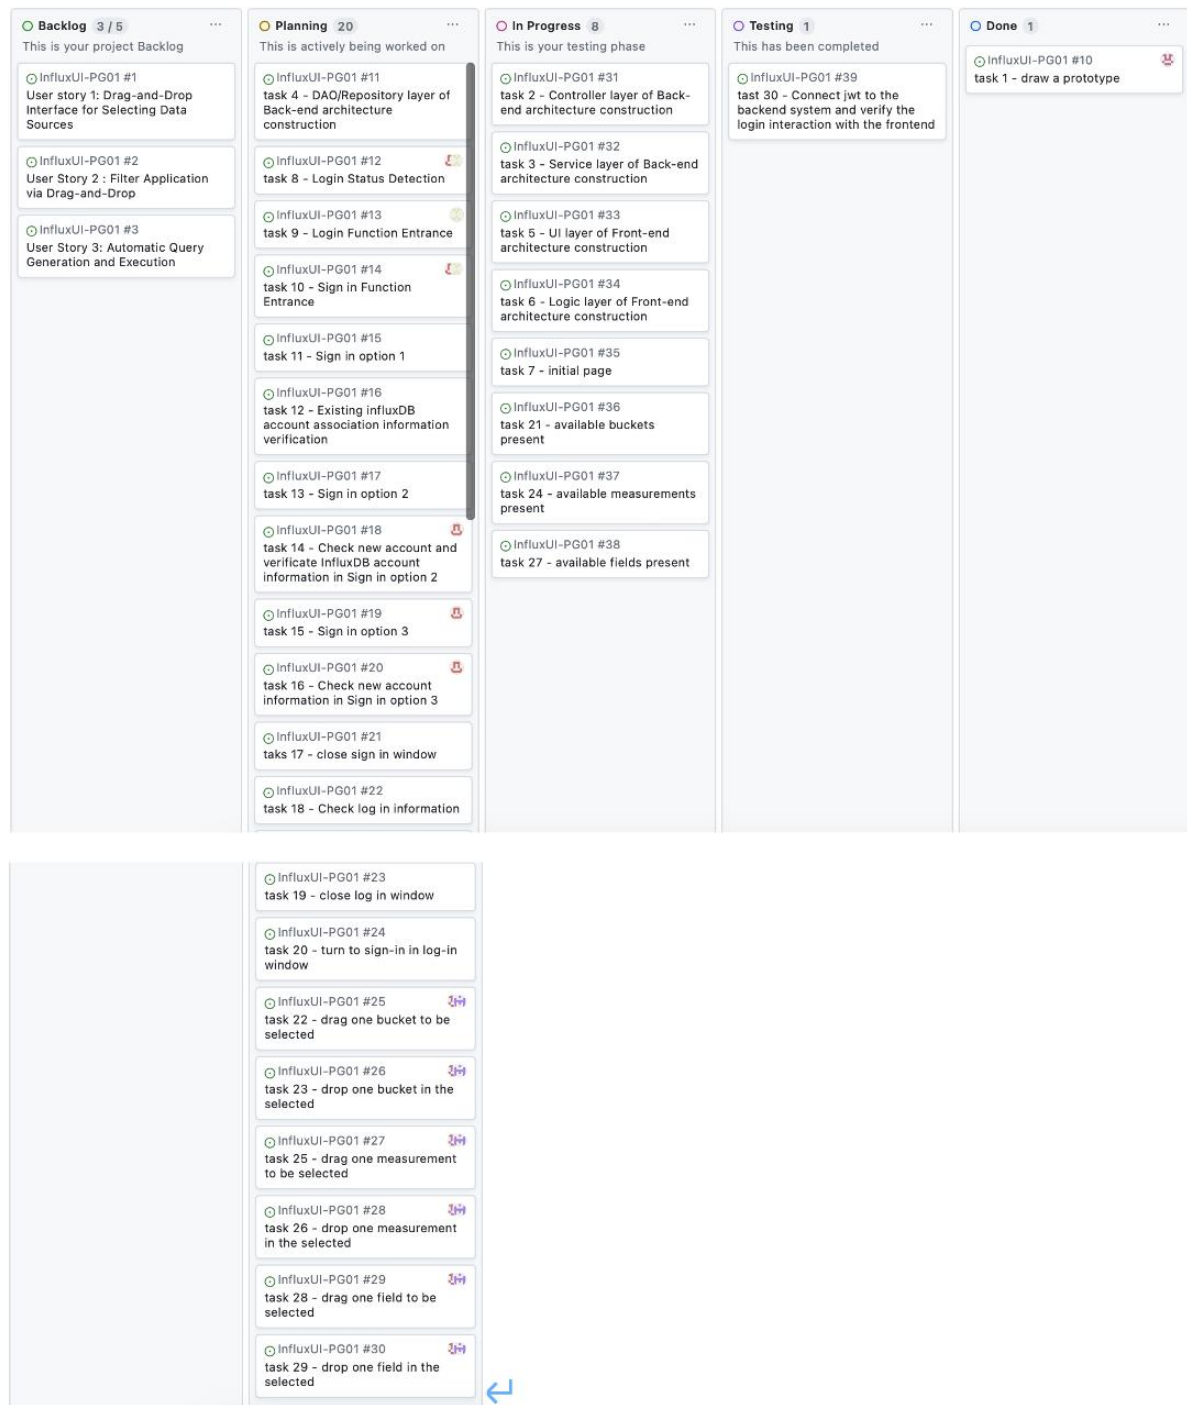 Backlog 3 / 5 ...
This is your project Backlog
InfluxUI-PG01 #1
User story 1: Drag-and-Drop
Interface for Selecting Data
Sources
InfluxUI-PG01 #2
User Story 2 : Filter Application
via Drag-and-Drop
InfluxUI-PG01 #3
User Story 3: Automatic Query
Generation and Execution
Planning 20 ...
This is actively being worked on
InfluxUI-PG01 #11
task 4 - DAO/Repository layer of
Back-end architecture
construction
InfluxUI-PG01 #12
task 8 - Login Status Detection
InfluxUI-PG01 #13
task 9 - Login Function Entrance
InfluxUI-PG01 #14
task 10 - Sign in Function
Entrance
InfluxUI-PG01 #15
task 11 - Sign in option 1
InfluxUI-PG01 #16
task 12 - Existing influxDB
account association information
verification
InfluxUI-PG01 #17
task 13 - Sign in option 2
InfluxUI-PG01 #18
task 14 - Check new account and
verificate InfluxDB account
information in Sign in option 2
InfluxUI-PG01 #19
task 15 - Sign in option 3
InfluxUI-PG01 #20
task 16 - Check new account
information in Sign in option 3
InfluxUI-PG01 #21
taks 17 - close sign in window
InfluxUI-PG01 #22
task 18 - Check log in information
In Progress 8 ...
This is your testing phase
InfluxUI-PG01 #31
task 2 - Controller layer of Back-
end architecture construction
InfluxUI-PG01 #32
task 3 - Service layer of Back-end
architecture construction
InfluxUI-PG01 #33
task 5 - UI layer of Front-end
architecture construction
InfluxUI-PG01 #34
task 6 - Logic layer of Front-end
architecture construction
InfluxUI-PG01 #35
task 7 - initial page
InfluxUI-PG01 #36
task 21 - available buckets
present
InfluxUI-PG01 #37
task 24 - available measurements
present
InfluxUI-PG01 #38
task 27 - available fields present
Testing 1 ...
This has been completed
InfluxUI-PG01 #39
tast 30 - Connect jwt to the
backend system and verify the
login interaction with the frontend
Done 1 ...
InfluxUI-PG01 #10
task 1 - draw a prototype
InfluxUI-PG01 #23
task 19 - close log in window
InfluxUI-PG01 #24
task 20 - turn to sign-in in log-in
window
InfluxUI-PG01 #25
task 22 - drag one bucket to be
selected
InfluxUI-PG01 #26
task 23 - drop one bucket in the
selected
InfluxUI-PG01 #27
task 25 - drag one measurement
to be selected
InfluxUI-PG01 #28
task 26 - drop one measurement
in the selected
InfluxUI-PG01 #29
task 28 - drag one field to be
selected
InfluxUI-PG01 #30
task 29 - drop one field in the
selected